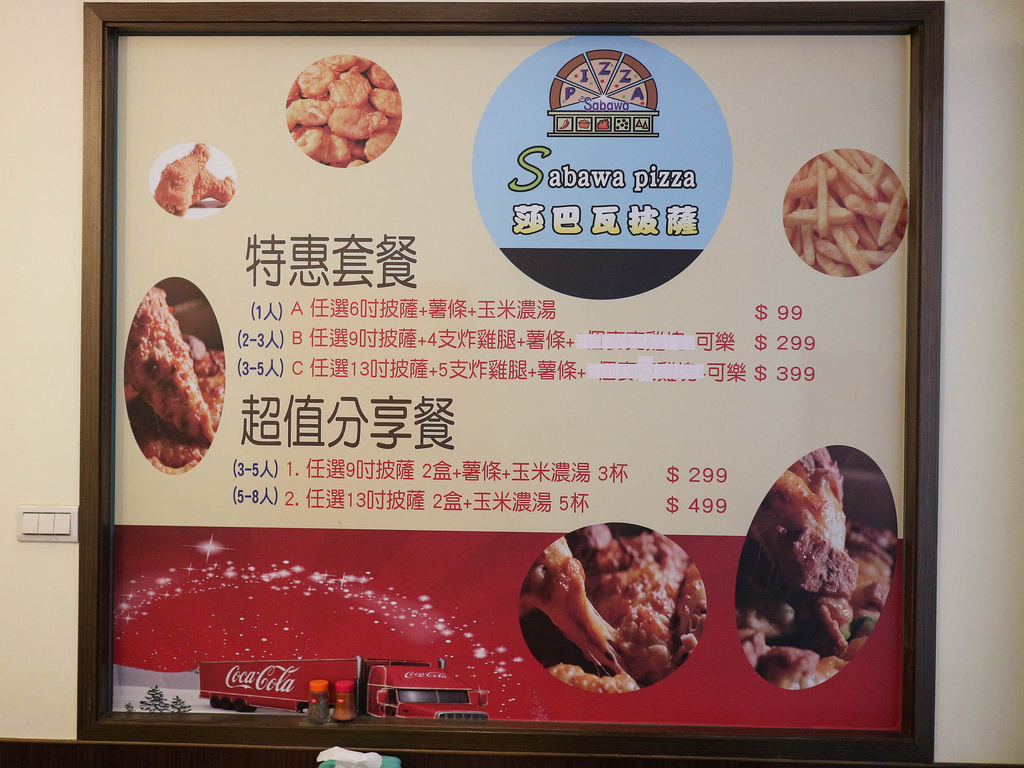 PIZZA
Sabawa
Sabawa pizza
莎巴瓦披薩
特惠套餐
(1人) A 任選6吋披薩+薯條+玉米濃湯 $ 99
(2-3人) B 任選9吋披薩+4支炸雞腿+薯條+ 可樂 $ 299
(3-5人) C 任選13吋披薩+5支炸雞腿+薯條+ 可樂 $ 399
超值分享餐
(3-5人) 1. 任選9吋披薩 2盒+薯條+玉米濃湯 3杯 $ 299
(5-8人) 2. 任選13吋披薩 2盒+玉米濃湯 5杯 $ 499
Coca-Cola Coca-Cola